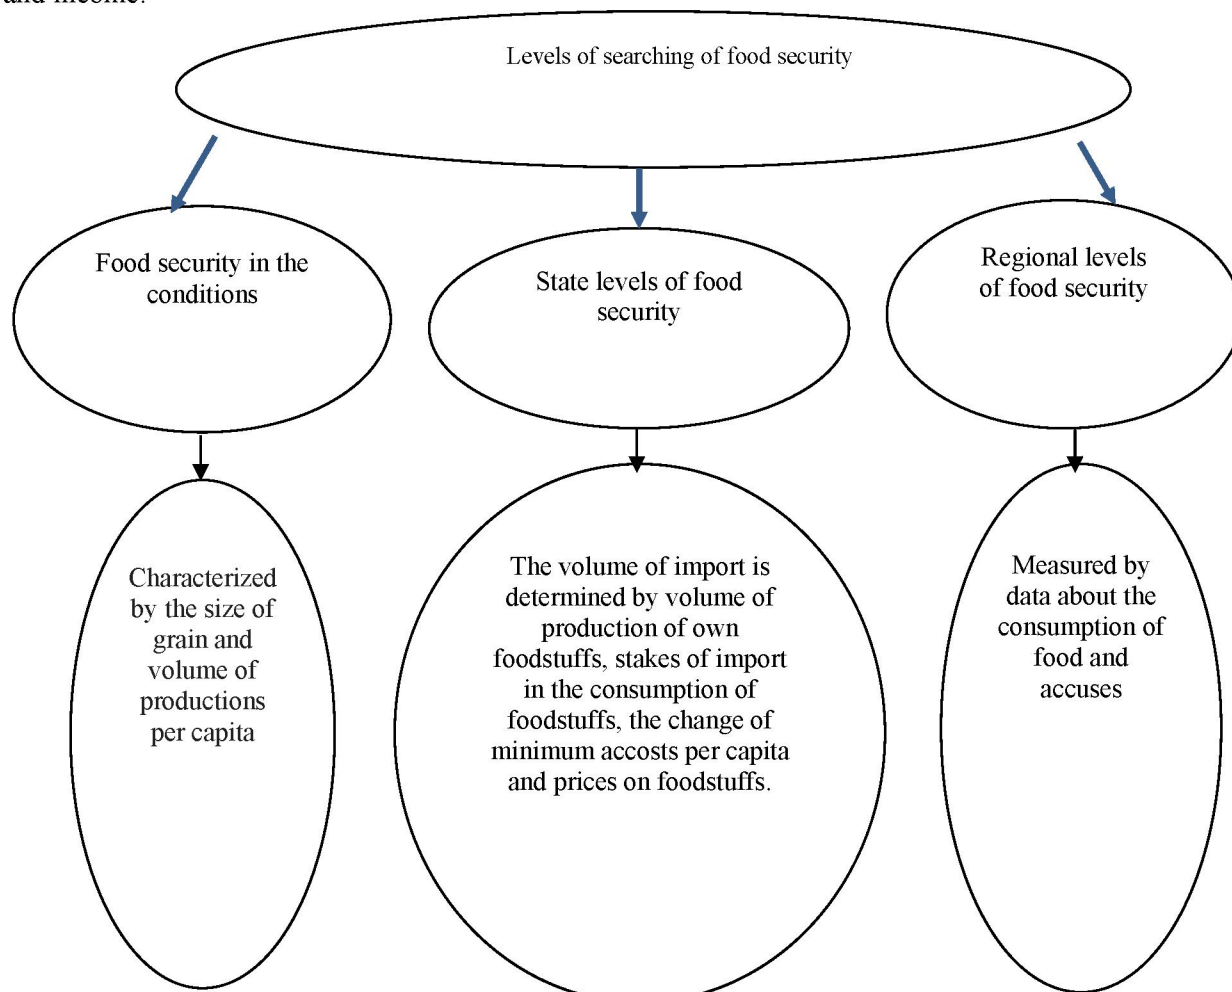 and income.
Levels of searching of food security
Food security in the
conditions
State levels of food
security
Regional levels
of food security
Characterized
by the size of
grain and
volume of
productions
per capita
The volume of import is
determined by volume of
production of own
foodstuffs, stakes of import
in the consumption of
foodstuffs, the change of
minimum accosts per capita
and prices on foodstuffs.
Measured by
data about the
consumption of
food and
accuses